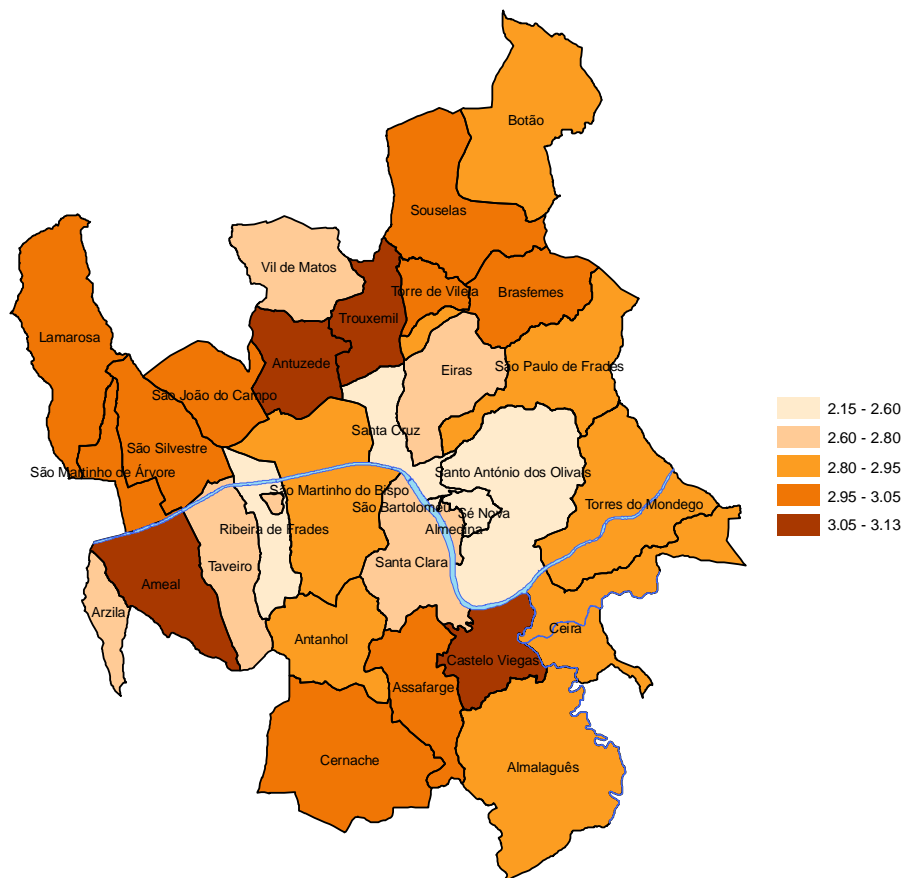 Botão
Souselas
Vil de Matos
Torre de Vilela
Brasfemes
Trouxemil
Lamarosa
Antuzede
Eiras
São Paulo de Frades
São João do Campo
2.15 - 2.60
Santa Cruz
2.60 - 2.80
São Silvestre
2.80 - 2.95
São Martinho de Árvore
Santo António dos Olivais
2.95 - 3.05
São Martinho do Bispo
São Bartolomeu
Torres do Mondego
Sé Nova
3.05 - 3.13
Ribeira de Frades
Almedina
Taveiro
Santa Clara
Ameal
Arzila
Ceira
Antanhol
Castelo Viegas
Assafarge
Cernache
Almalaguês